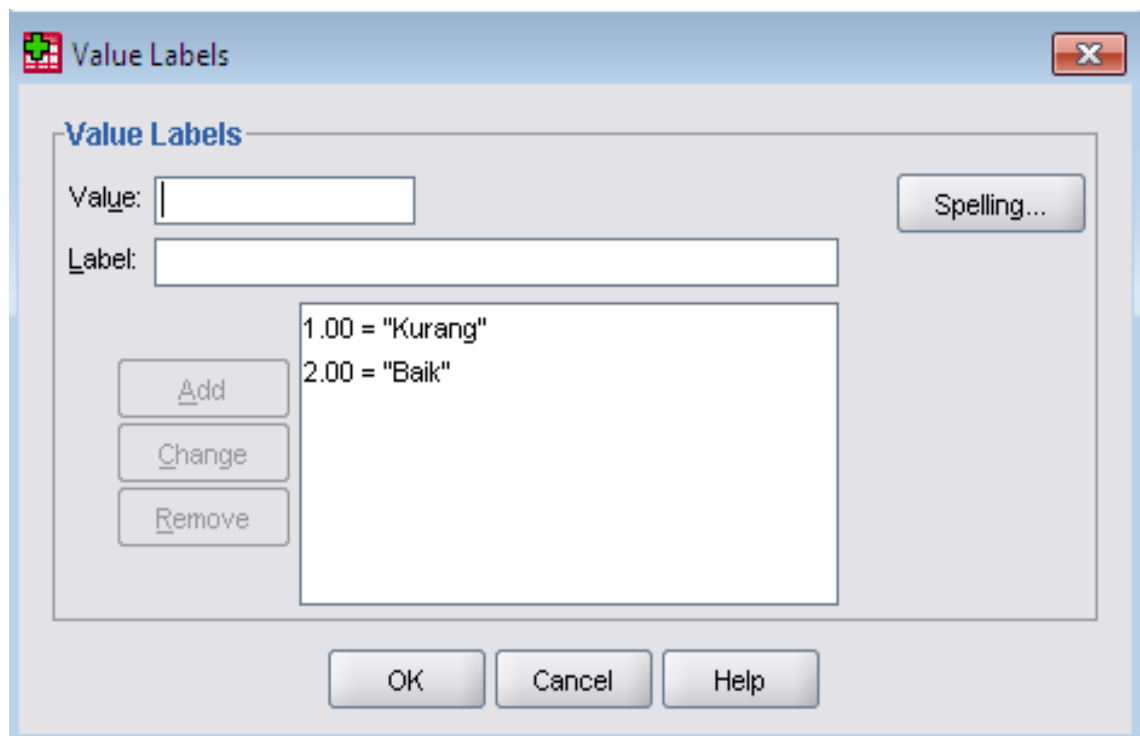 Value Labels
Value Labels
Value:
Spelling...
Label:
1.00 = "Kurang"
2.00 = "Baik"
Add
Change
Remove
OK
Cancel
Help